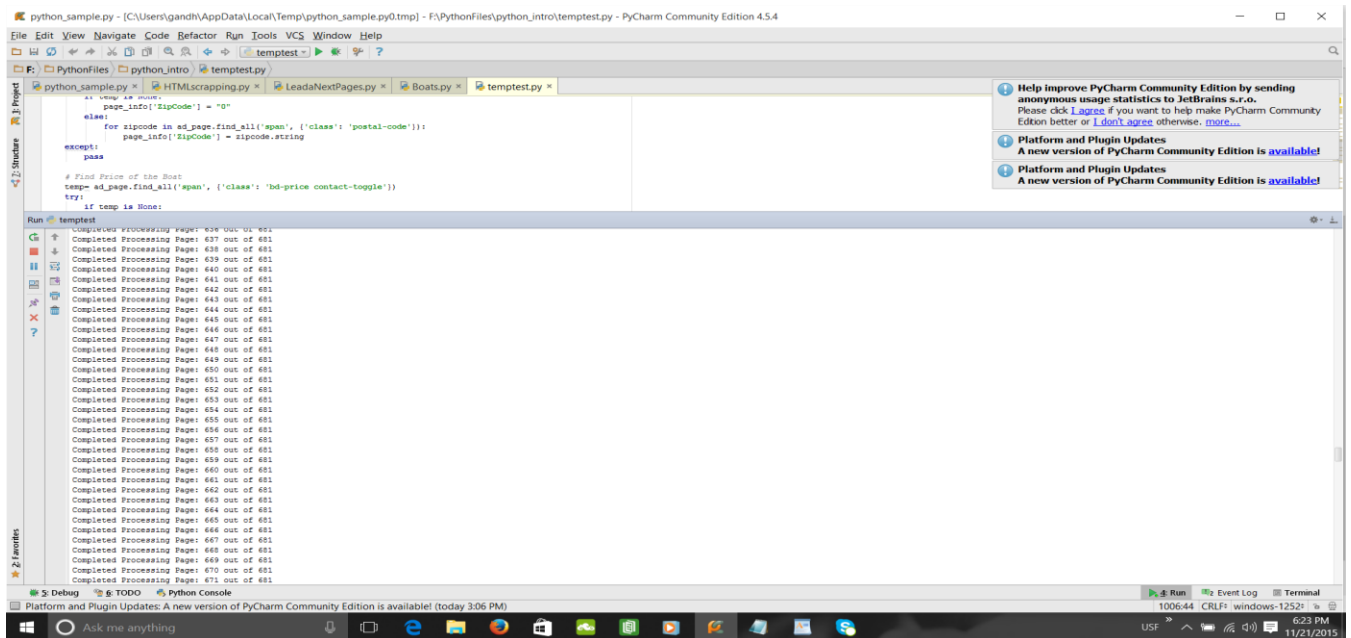 python_sample.py - [C:\Users\gandh\AppData\Local\Temp\python_sample.py0.tmp] - F:\PythonFiles\python_intro\temptest.py - PyCharm Community Edition 4.5.4
File Edit View Navigate Code Refactor Run Tools VCS Window Help
temptest
F: PythonFiles python_intro temptest.py
python_sample.py × HTMLscrapping.py × LeadaNextPages.py × Boats.py × temptest.py ×
1: Project
7: Structure
2: Favorites
if temp is None:
page_info['ZipCode'] = "0"
else:
for zipcode in ad_page.find_all('span', {'class': 'postal-code'}):
page_info['ZipCode'] = zipcode.string
except:
pass
# Find Price of the Boat
temp= ad_page.find_all('span', {'class': 'bd-price contact-toggle'})
try:
if temp is None:
Help improve PyCharm Community Edition by sending
anonymous usage statistics to JetBrains s.r.o.
Please click I agree if you want to help make PyCharm Community
Edition better or I don't agree otherwise. more...
Platform and Plugin Updates
A new version of PyCharm Community Edition is available!
Platform and Plugin Updates
A new version of PyCharm Community Edition is available!
Run temptest
Completed Processing Page: 636 out of 681
Completed Processing Page: 637 out of 681
Completed Processing Page: 638 out of 681
Completed Processing Page: 639 out of 681
Completed Processing Page: 640 out of 681
Completed Processing Page: 641 out of 681
Completed Processing Page: 642 out of 681
Completed Processing Page: 643 out of 681
Completed Processing Page: 644 out of 681
Completed Processing Page: 645 out of 681
Completed Processing Page: 646 out of 681
Completed Processing Page: 647 out of 681
Completed Processing Page: 648 out of 681
Completed Processing Page: 649 out of 681
Completed Processing Page: 650 out of 681
Completed Processing Page: 651 out of 681
Completed Processing Page: 652 out of 681
Completed Processing Page: 653 out of 681
Completed Processing Page: 654 out of 681
Completed Processing Page: 655 out of 681
Completed Processing Page: 656 out of 681
Completed Processing Page: 657 out of 681
Completed Processing Page: 658 out of 681
Completed Processing Page: 659 out of 681
Completed Processing Page: 660 out of 681
Completed Processing Page: 661 out of 681
Completed Processing Page: 662 out of 681
Completed Processing Page: 663 out of 681
Completed Processing Page: 664 out of 681
Completed Processing Page: 665 out of 681
Completed Processing Page: 666 out of 681
Completed Processing Page: 667 out of 681
Completed Processing Page: 668 out of 681
Completed Processing Page: 669 out of 681
Completed Processing Page: 670 out of 681
Completed Processing Page: 671 out of 681
5: Debug 6: TODO Python Console 4: Run Event Log Terminal
Platform and Plugin Updates: A new version of PyCharm Community Edition is available! (today 3:06 PM) 1006:44 CRLF windows-1252
Ask me anything USF 6:23 PM
11/21/2015